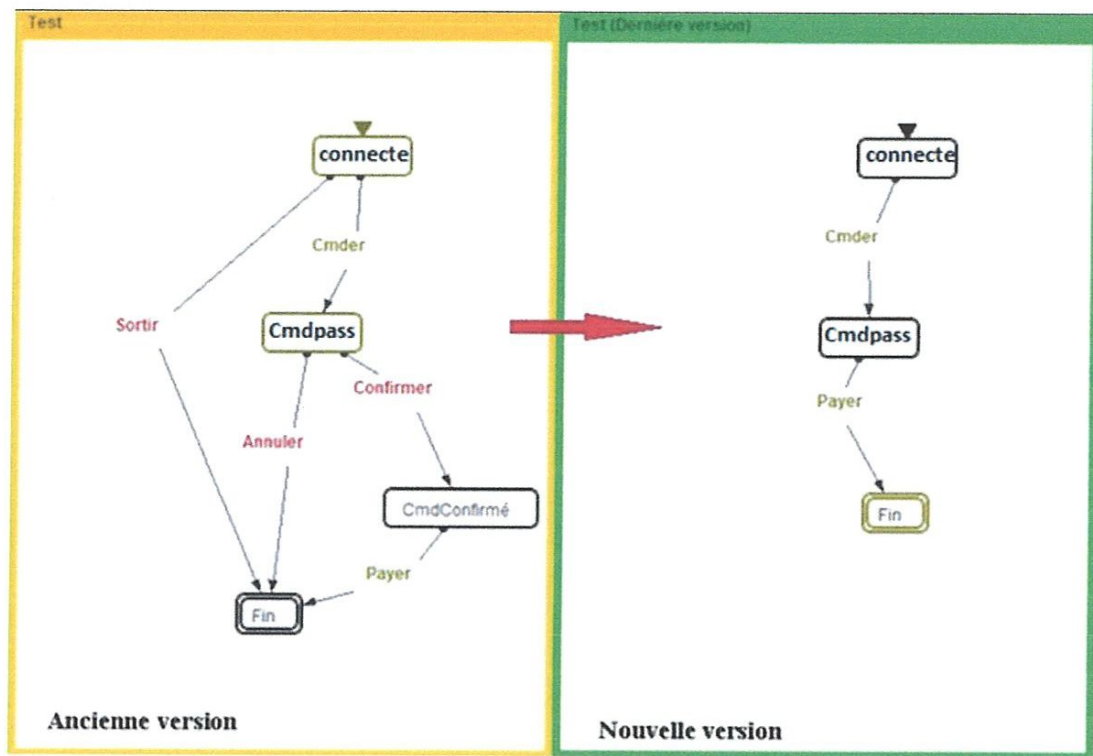 Test
connecte
Cmder
Sortir
Cmdpass
Confirmer
Annuler
CmdConfirmé
Payer
Fin
Ancienne version
Test (Dernière version)
connecte
Cmder
Cmdpass
Payer
Fin
Nouvelle version